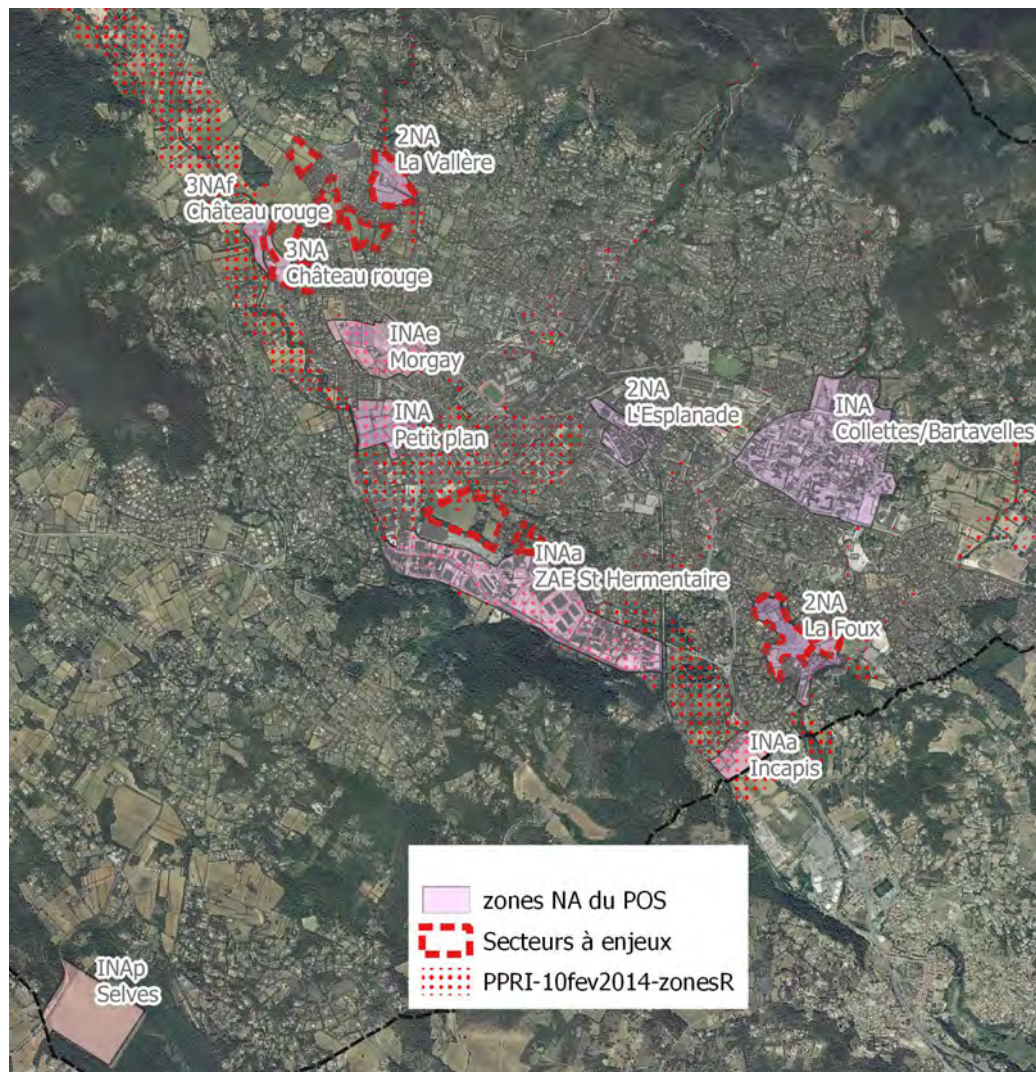 2NA
La Vallère
3NAf
Château rouge
3NA
Château rouge
INAe
Morgay
INA
Petit plan
2NA
L'Esplanade
INA
Collettes/Bartavelles
INAa
ZAE St Hermentaire
2NA
La Foux
INAa
Incapis
INAp
Selves
zones NA du POS
Secteurs à enjeux
PPRI-10fev2014-zonesR